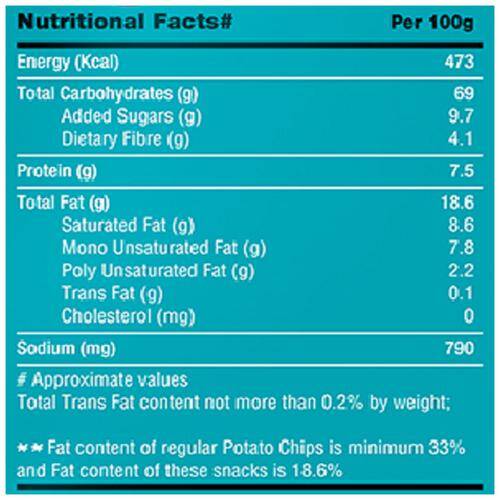 Nutritional Facts# Per 100g
Energy (Kcal) 473
Total Carbohydrates (g) 69
Added Sugars (g) 9.7
Dietary Fibre (g) 4.1
Protein (g) 7.5
Total Fat (g) 18.6
Saturated Fat (g) 8.6
Mono Unsaturated Fat (g) 7.8
Poly Unsaturated Fat (g) 2.2
Trans Fat (g) 0.1
Cholesterol (mg) 0
Sodium (mg) 790
# Approximate values
Total Trans Fat content not more than 0.2% by weight;
** Fat content of regular Potato Chips is minimum 33%
and Fat content of these snacks is 18.6%